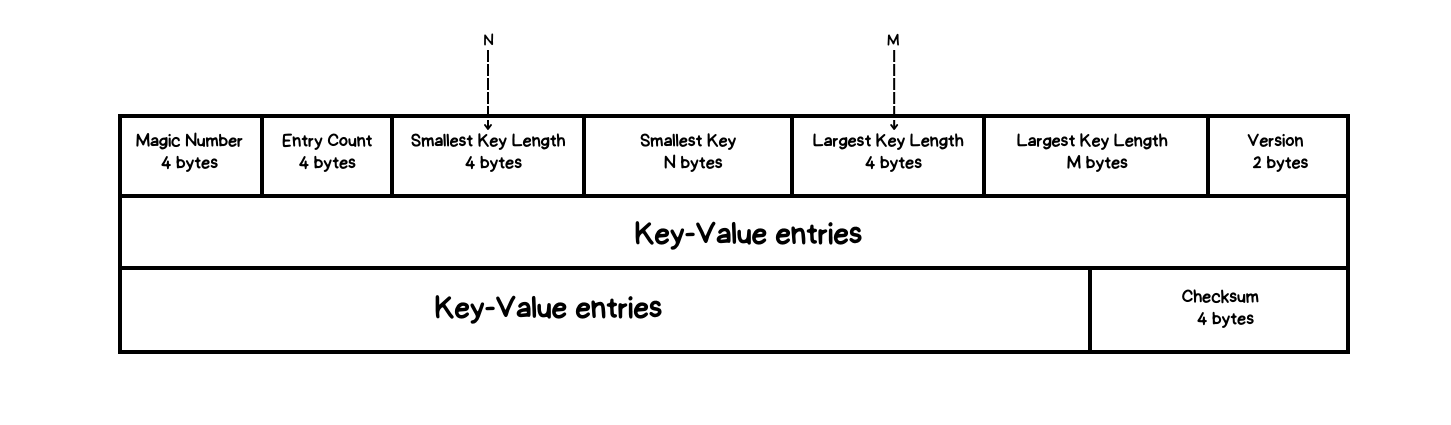 N
M
Magic Number
4 bytes
Entry Count
4 bytes
Smallest Key Length
4 bytes
Smallest Key
N bytes
Largest Key Length
4 bytes
Largest Key Length
M bytes
Version
2 bytes
Key-Value entries
Key-Value entries
Checksum
4 bytes